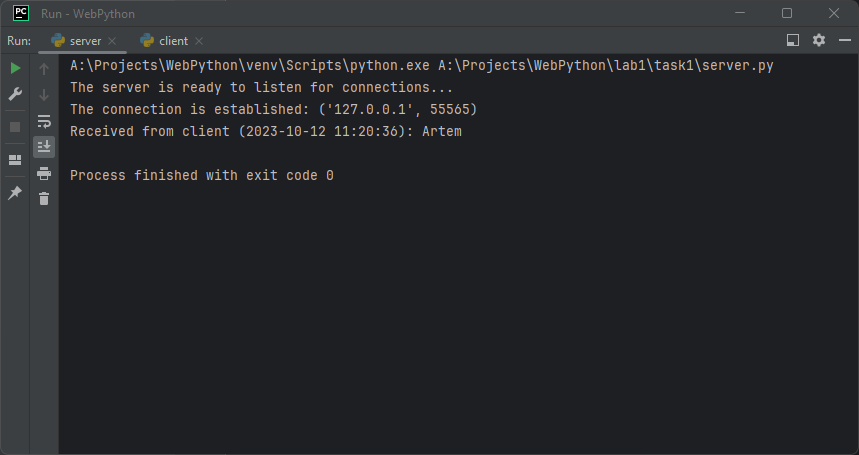 PC Run - WebPython
Run: server client
A:\Projects\WebPython\venv\Scripts\python.exe A:\Projects\WebPython\lab1\task1\server.py
The server is ready to listen for connections...
The connection is established: ('127.0.0.1', 55565)
Received from client (2023-10-12 11:20:36): Artem
Process finished with exit code 0